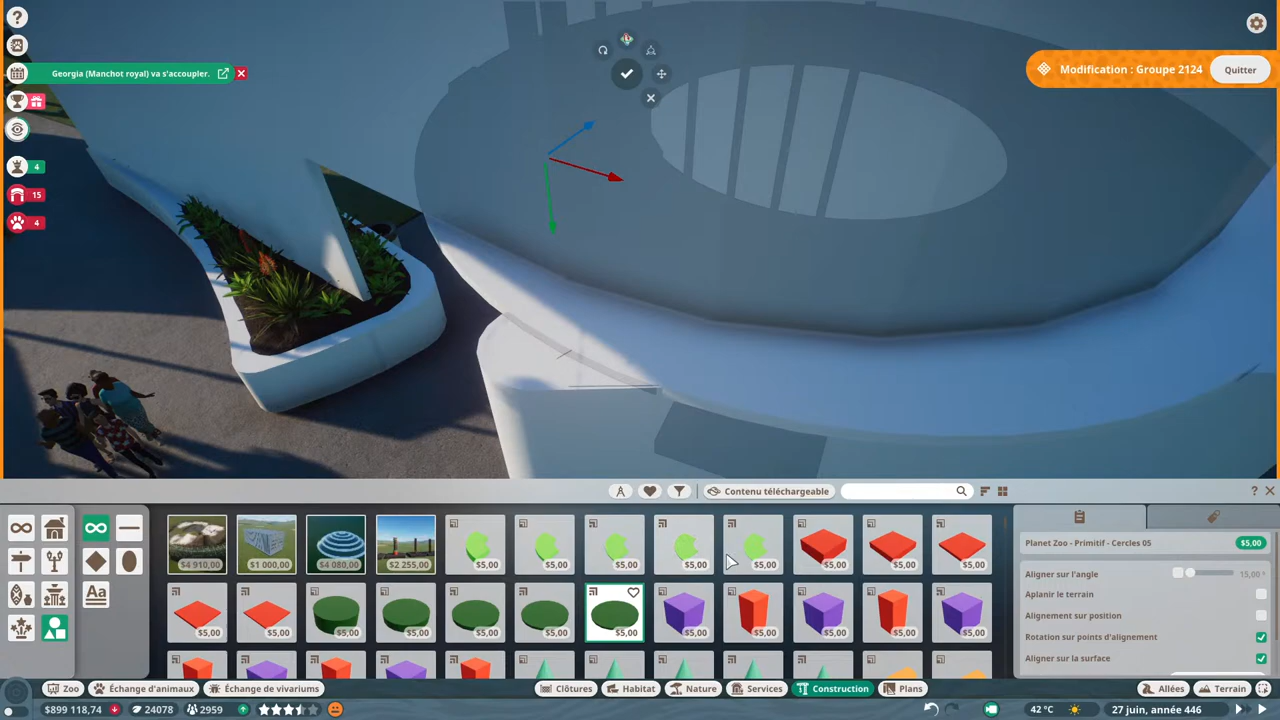 ?
Georgia (Manchot royal) va s'accoupler.
Modification : Groupe 2124
Quitter
4
15
4
Contenu téléchargeable
?
$4 910,00
$1 000,00
$4 080,00
$2 255,00
$5,00
$5,00
$5,00
$5,00
$5,00
$5,00
$5,00
$5,00
Planet Zoo - Primitif - Cercles 05
$5,00
Aligner sur l'angle
15,00 °
Aplanir le terrain
$5,00
$5,00
$5,00
$5,00
$5,00
$5,00
$5,00
$5,00
$5,00
$5,00
$5,00
$5,00
Aa
Alignement sur position
Rotation sur points d'alignement
Aligner sur la surface
Zoo
Échange d'animaux
Échange de vivariums
Clôtures
Habitat
Nature
Services
Construction
Plans
Allées
Terrain
$899 118,74
24078
2959
42 °C
27 juin, année 446